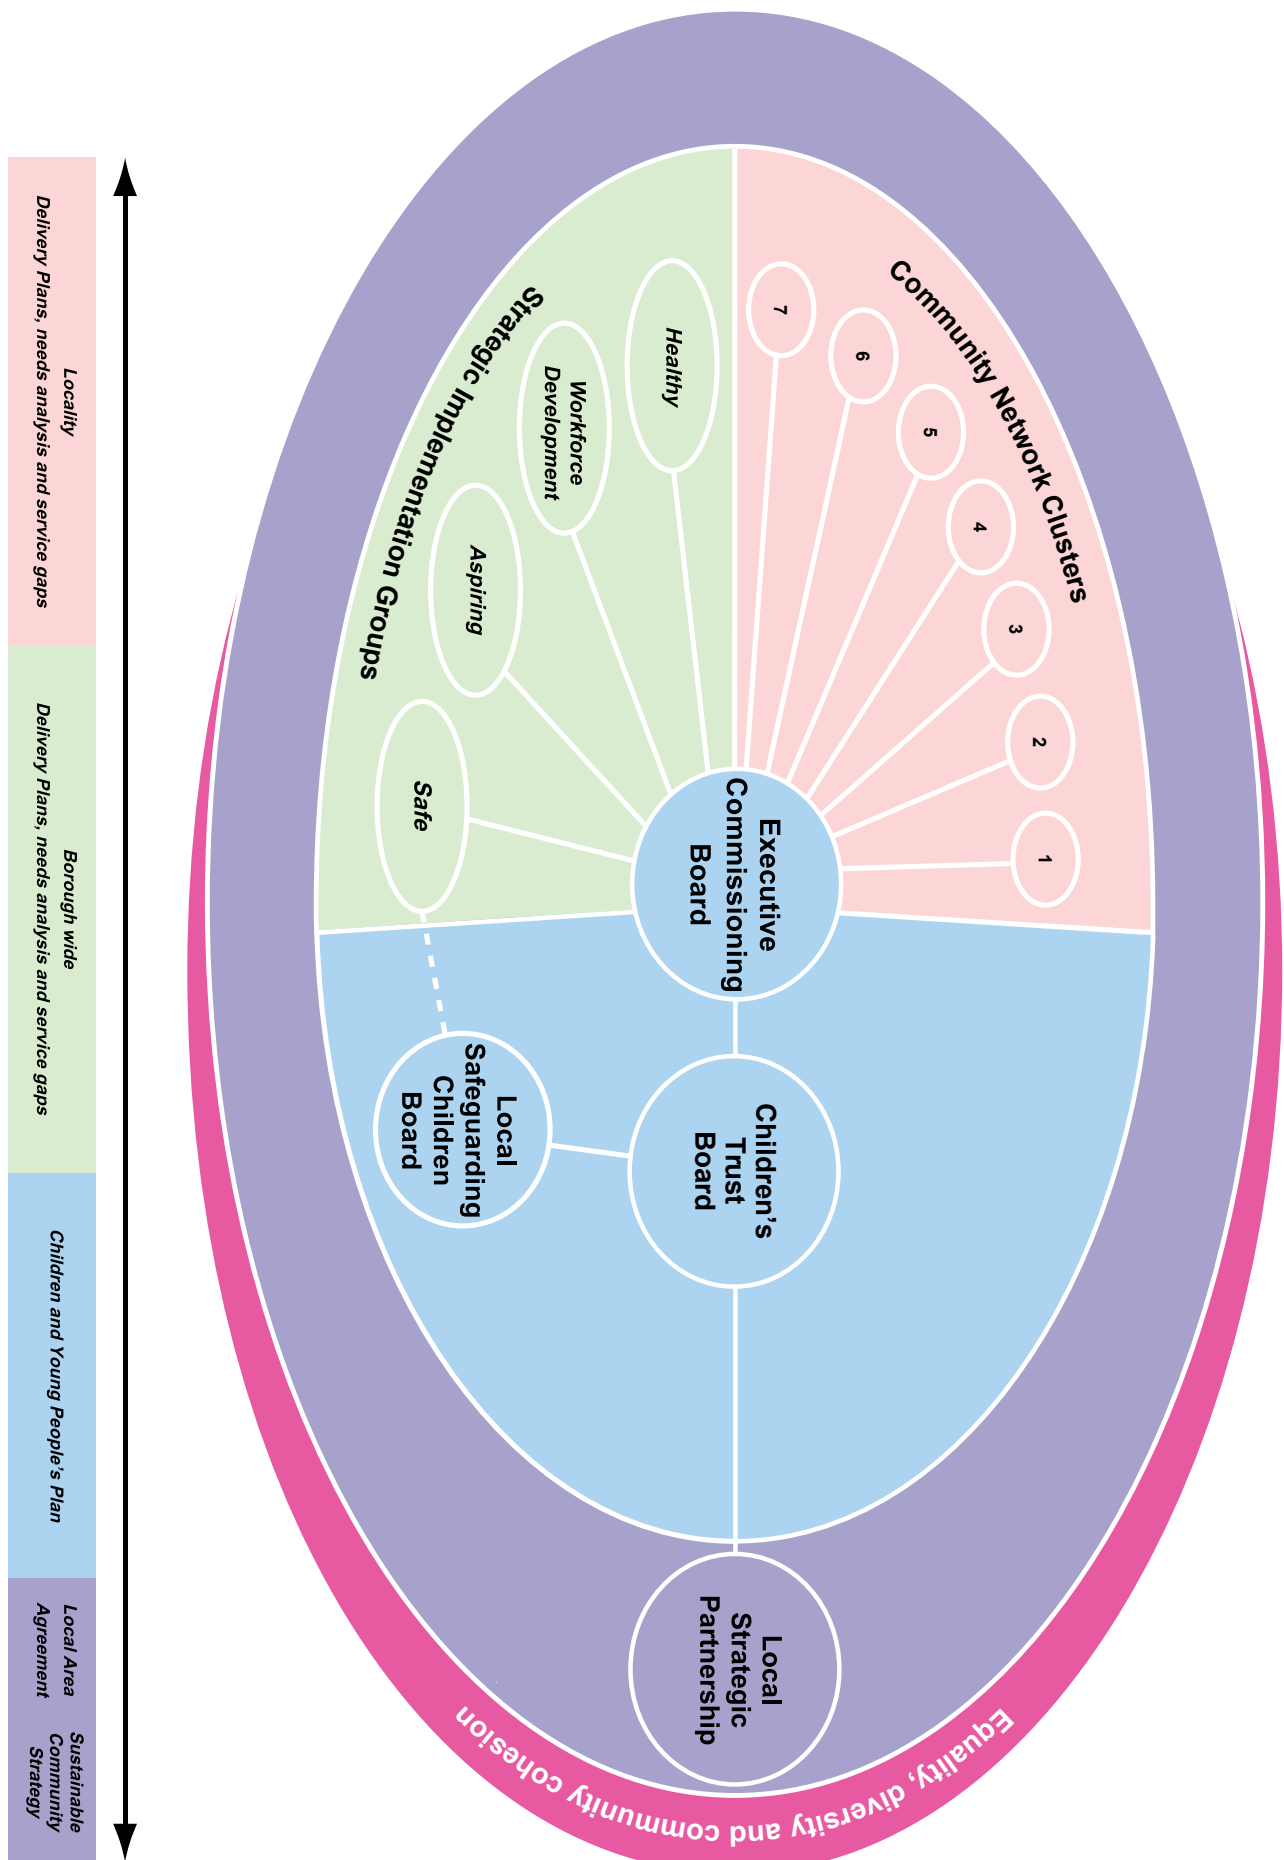 Community Network Clusters
7
6
5
4
3
2
1
Strategic Implementation Groups
Healthy
Workforce
Development
Aspiring
Safe
Executive
Commissioning
Board
Children's
Trust
Board
Local
Safeguarding
Children
Board
Local
Strategic
Partnership
Equality, diversity and community cohesion
Locality
Delivery Plans, needs analysis and service gaps
Borough wide
Delivery Plans, needs analysis and service gaps
Children and Young People's Plan
Local Area
Agreement
Sustainable
Community
Strategy